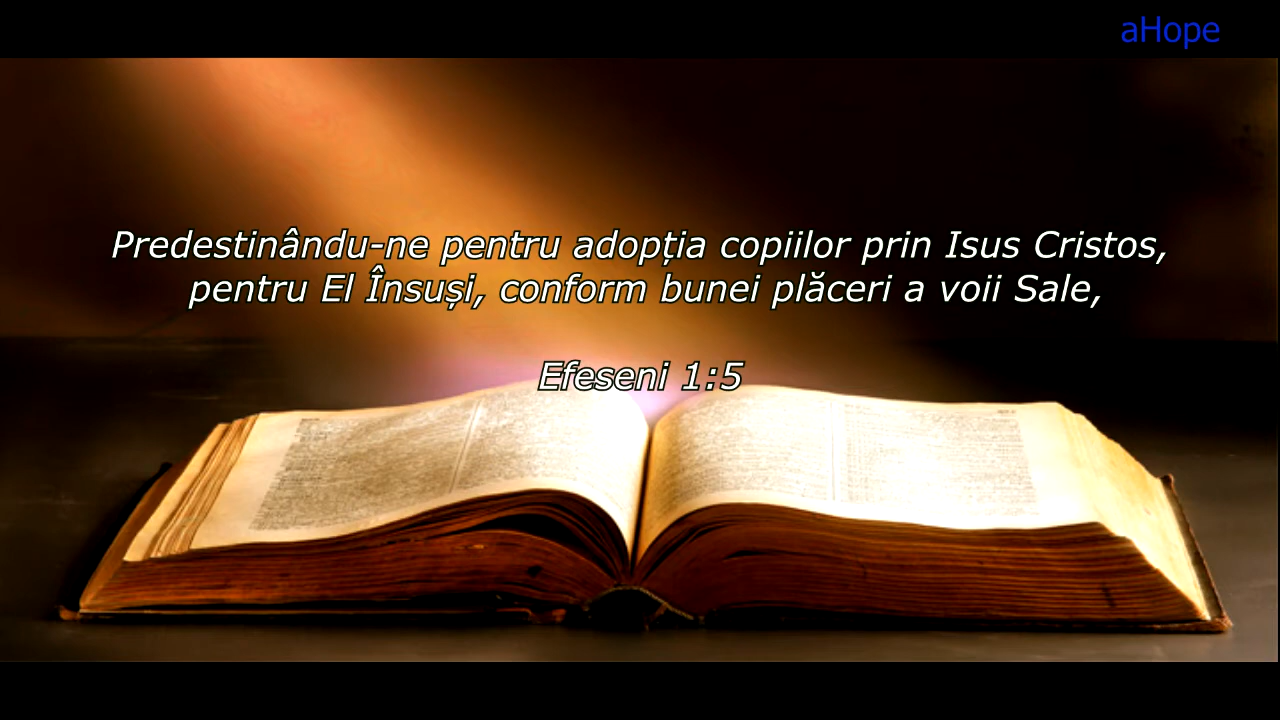 aHope
Predestinându-ne pentru adopția copiilor prin Isus Cristos,
pentru El Însuși, conform bunei plăceri a voii Sale,
Efeseni 1:5